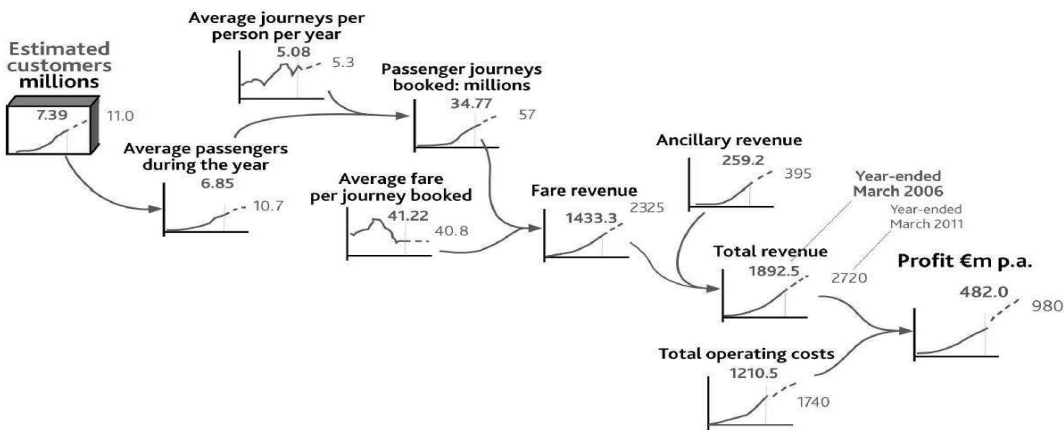 Estimated
customers
millions
7.39
11.0
Average journeys per
person per year
5.08
5.3
Average passengers
during the year
6.85
10.7
Passenger journeys
booked: millions
34.77
57
Average fare
per journey booked
41.22
40.8
Fare revenue
1433.3
2325
Ancillary revenue
259.2
395
Year-ended
March 2006
Year-ended
March 2011
Total revenue
1892.5
2720
Total operating costs
1210.5
1740
Profit €m p.a.
482.0
980